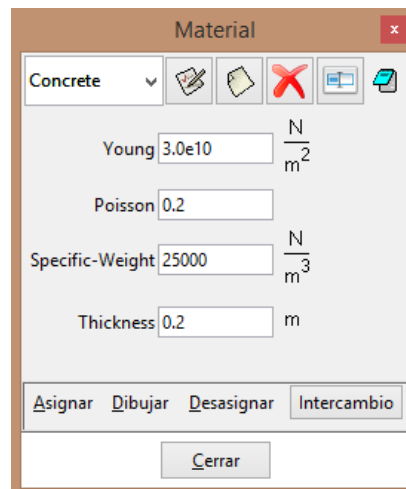 Material
x
Concrete
Young 3.0e10 N/m²
Poisson 0.2
Specific-Weight 25000 N/m³
Thickness 0.2 m
Asignar Dibujar Desasignar Intercambio
Cerrar